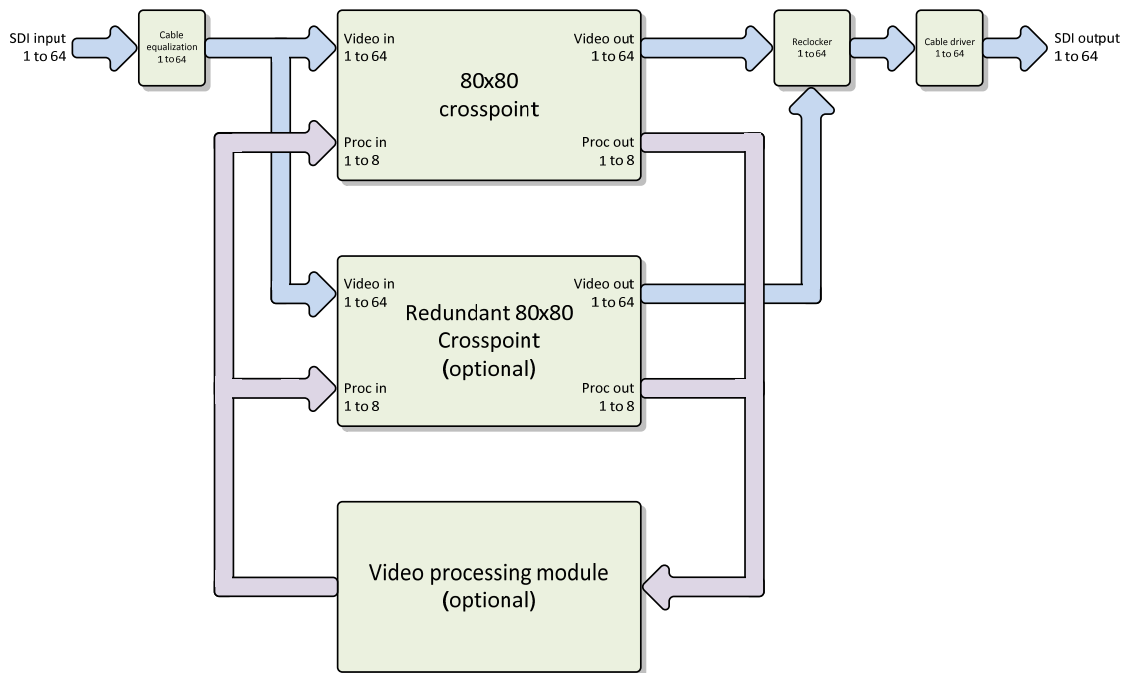 SDI input
1 to 64
Cable
equalization
1 to 64
Video in
1 to 64
80x80
crosspoint
Video out
1 to 64
Proc in
1 to 8
Proc out
1 to 8
Reclocker
1 to 64
Cable driver
1 to 64
SDI output
1 to 64
Video in
1 to 64
Redundant 80x80
Crosspoint
(optional)
Video out
1 to 64
Proc in
1 to 8
Proc out
1 to 8
Video processing module
(optional)